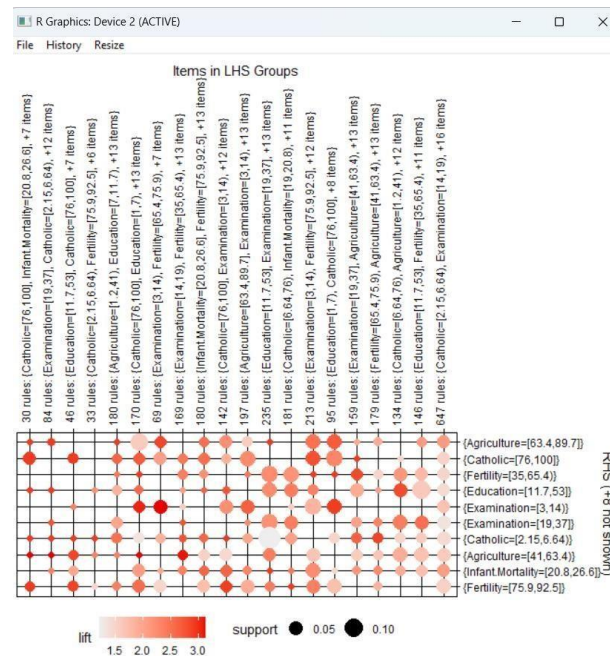 R Graphics: Device 2 (ACTIVE)
File History Resize
Items in LHS Groups
30 rules: {Catholic=[76,100], Infant.Mortality=[20.8,26.6], +7 items}
84 rules: {Examination=[19,37], Catholic=[2.15,6.64), +12 items}
46 rules: {Education=[11.7,53], Catholic=[76,100], +7 items}
33 rules: {Catholic=[2.15,6.64), Fertility=[75.9,92.5], +6 items}
180 rules: {Agriculture=[1.2,41), Education=[7,11.7), +13 items}
170 rules: {Catholic=[76,100], Education=[1,7), +13 items}
69 rules: {Examination=[3,14), Fertility=[65.4,75.9), +7 items}
169 rules: {Examination=[14,19), Fertility=[35,65.4), +13 items}
180 rules: {Infant.Mortality=[20.8,26.6], Fertility=[75.9,92.5], +13 items}
142 rules: {Catholic=[76,100], Examination=[3,14), +12 items}
197 rules: {Agriculture=[63.4,89.7], Examination=[3,14), +13 items}
235 rules: {Education=[11.7,53], Examination=[19,37], +13 items}
181 rules: {Catholic=[6.64,76), Infant.Mortality=[19,20.8), +11 items}
213 rules: {Examination=[3,14), Fertility=[75.9,92.5], +12 items}
95 rules: {Education=[1,7), Catholic=[76,100], +8 items}
159 rules: {Examination=[19,37], Agriculture=[41,63.4), +13 items}
179 rules: {Fertility=[65.4,75.9), Agriculture=[41,63.4), +13 items}
134 rules: {Catholic=[6.64,76), Agriculture=[1.2,41), +12 items}
146 rules: {Education=[11.7,53], Fertility=[35,65.4), +11 items}
647 rules: {Catholic=[2.15,6.64), Examination=[14,19), +16 items}
{Agriculture=[63.4,89.7]}
{Catholic=[76,100]}
{Fertility=[35,65.4)}
{Education=[11.7,53]}
{Examination=[3,14)}
{Examination=[19,37]}
{Catholic=[2.15,6.64)}
{Agriculture=[41,63.4)}
{Infant.Mortality=[20.8,26.6]}
{Fertility=[75.9,92.5]}
RHS (+8 not shown)
lift
1.5 2.0 2.5 3.0
support 0.05 0.10